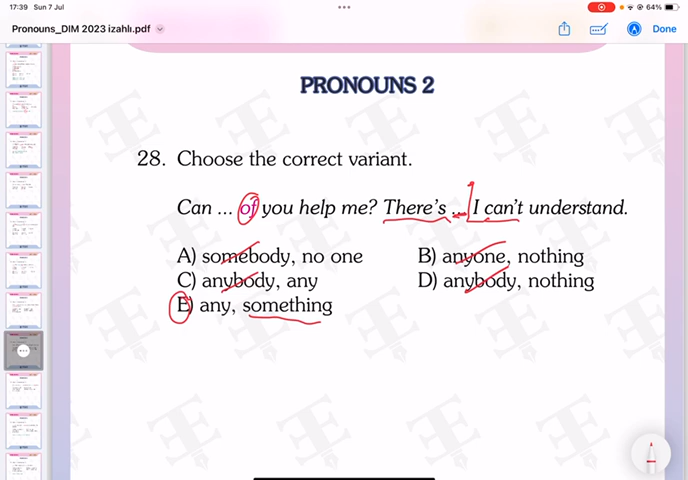 17:39 Sun 7 Jul
64%
Pronouns_DIM 2023 izahlı.pdf
Done
PRONOUNS 2
28. Choose the correct variant.
Can ... of you help me? There's ... I can't understand.
A) somebody, no one
B) anyone, nothing
C) anybody, any
D) anybody, nothing
E) any, something